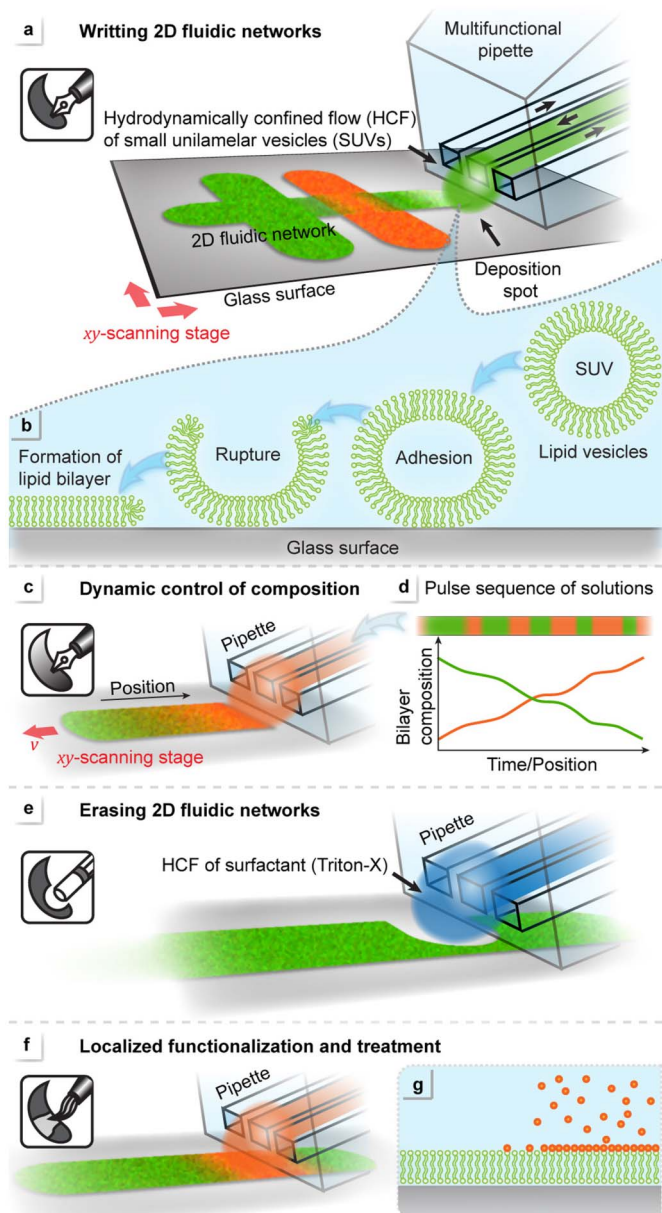 a
Writting 2D fluidic networks
Multifunctional
pipette
Hydrodynamically confined flow (HCF)
of small unilamelar vesicles (SUVs)
2D fluidic network
Glass surface
Deposition
spot
xy-scanning stage
SUV
b
Formation of
lipid bilayer
Rupture
Adhesion
Lipid vesicles
Glass surface
c
Dynamic control of composition
d
Pulse sequence of solutions
Pipette
Position
v
xy-scanning stage
Bilayer
composition
Time/Position
e
Erasing 2D fluidic networks
Pipette
HCF of surfactant (Triton-X)
f
Localized functionalization and treatment
Pipette
g